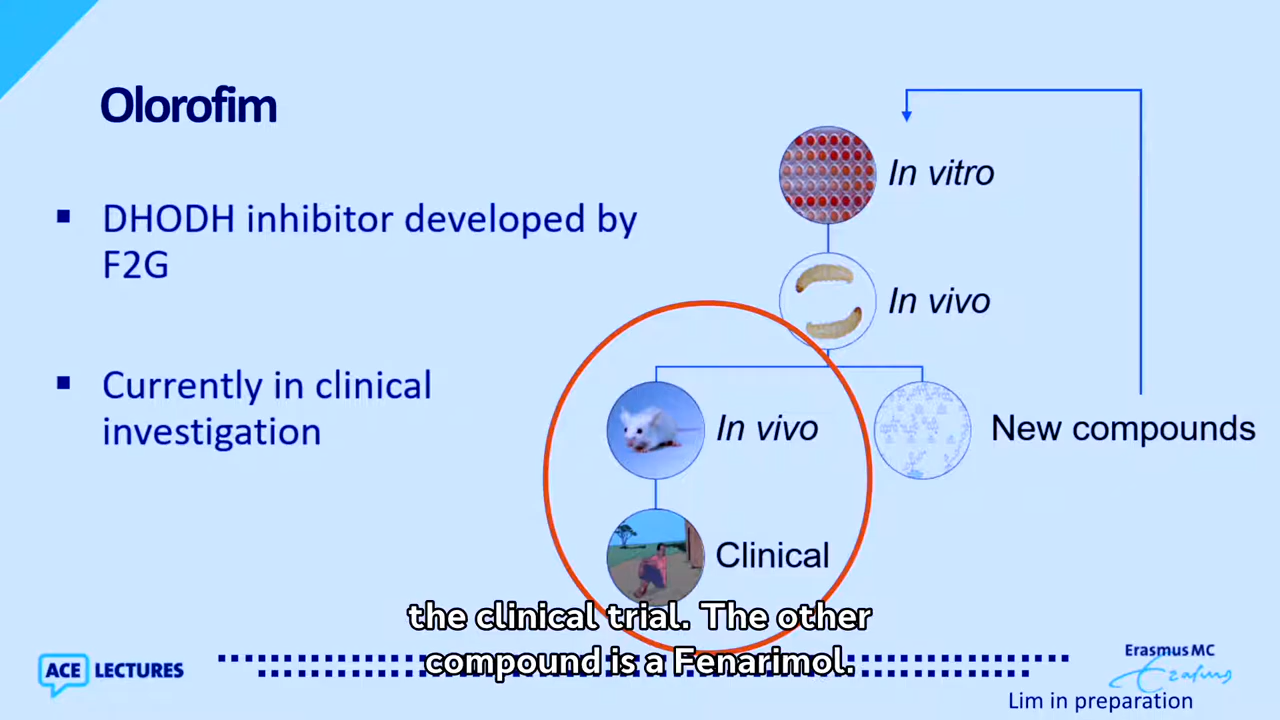 Olorofim
▪ DHODH inhibitor developed by
F2G
▪ Currently in clinical
investigation
In vitro
In vivo
In vivo
New compounds
Clinical
the clinical trial. The other
compound is a Fenarimol.
ACE LECTURES
Erasmus MC
Erasmus
Lim in preparation